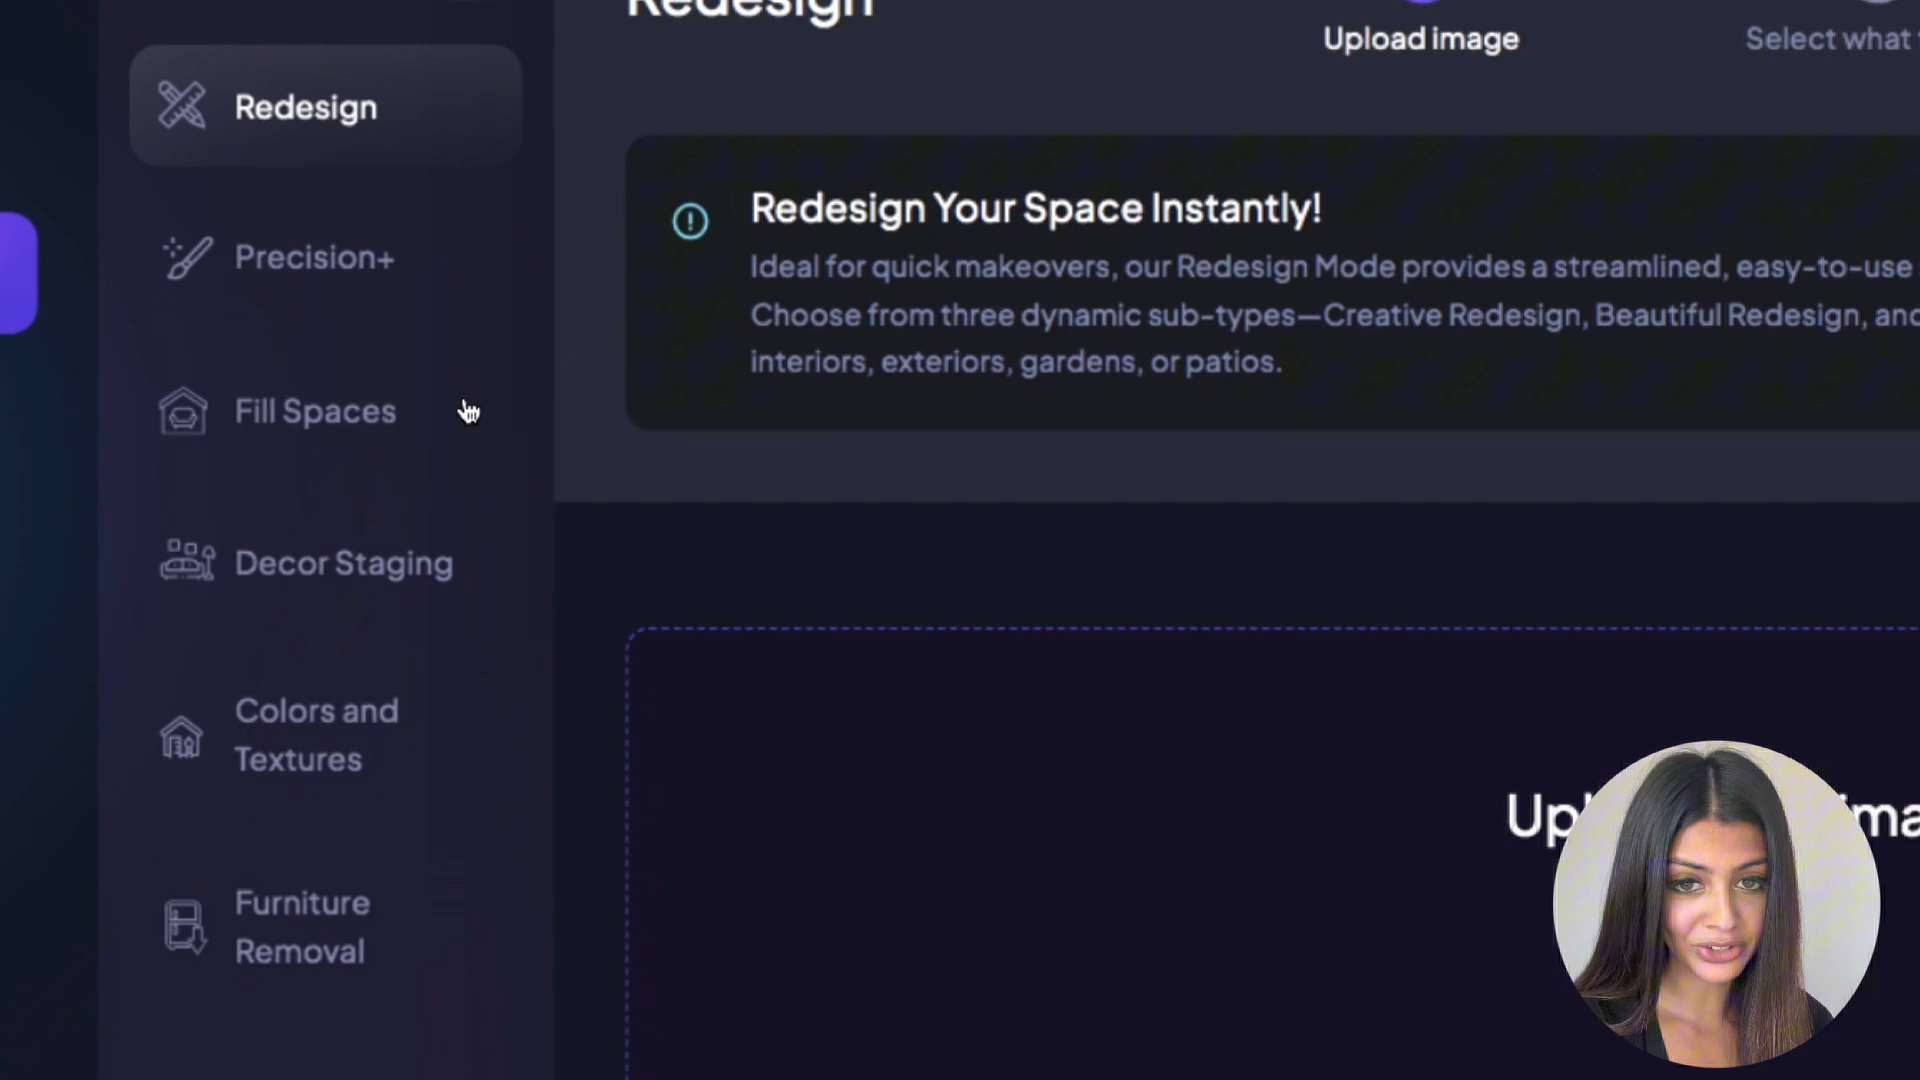 Redesign
Upload image
Select what
Redesign
Redesign Your Space Instantly!
Ideal for quick makeovers, our Redesign Mode provides a streamlined, easy-to-use
Choose from three dynamic sub-types—Creative Redesign, Beautiful Redesign, and
interiors, exteriors, gardens, or patios.
Precision+
Fill Spaces
Decor Staging
Colors and
Textures
Furniture
Removal